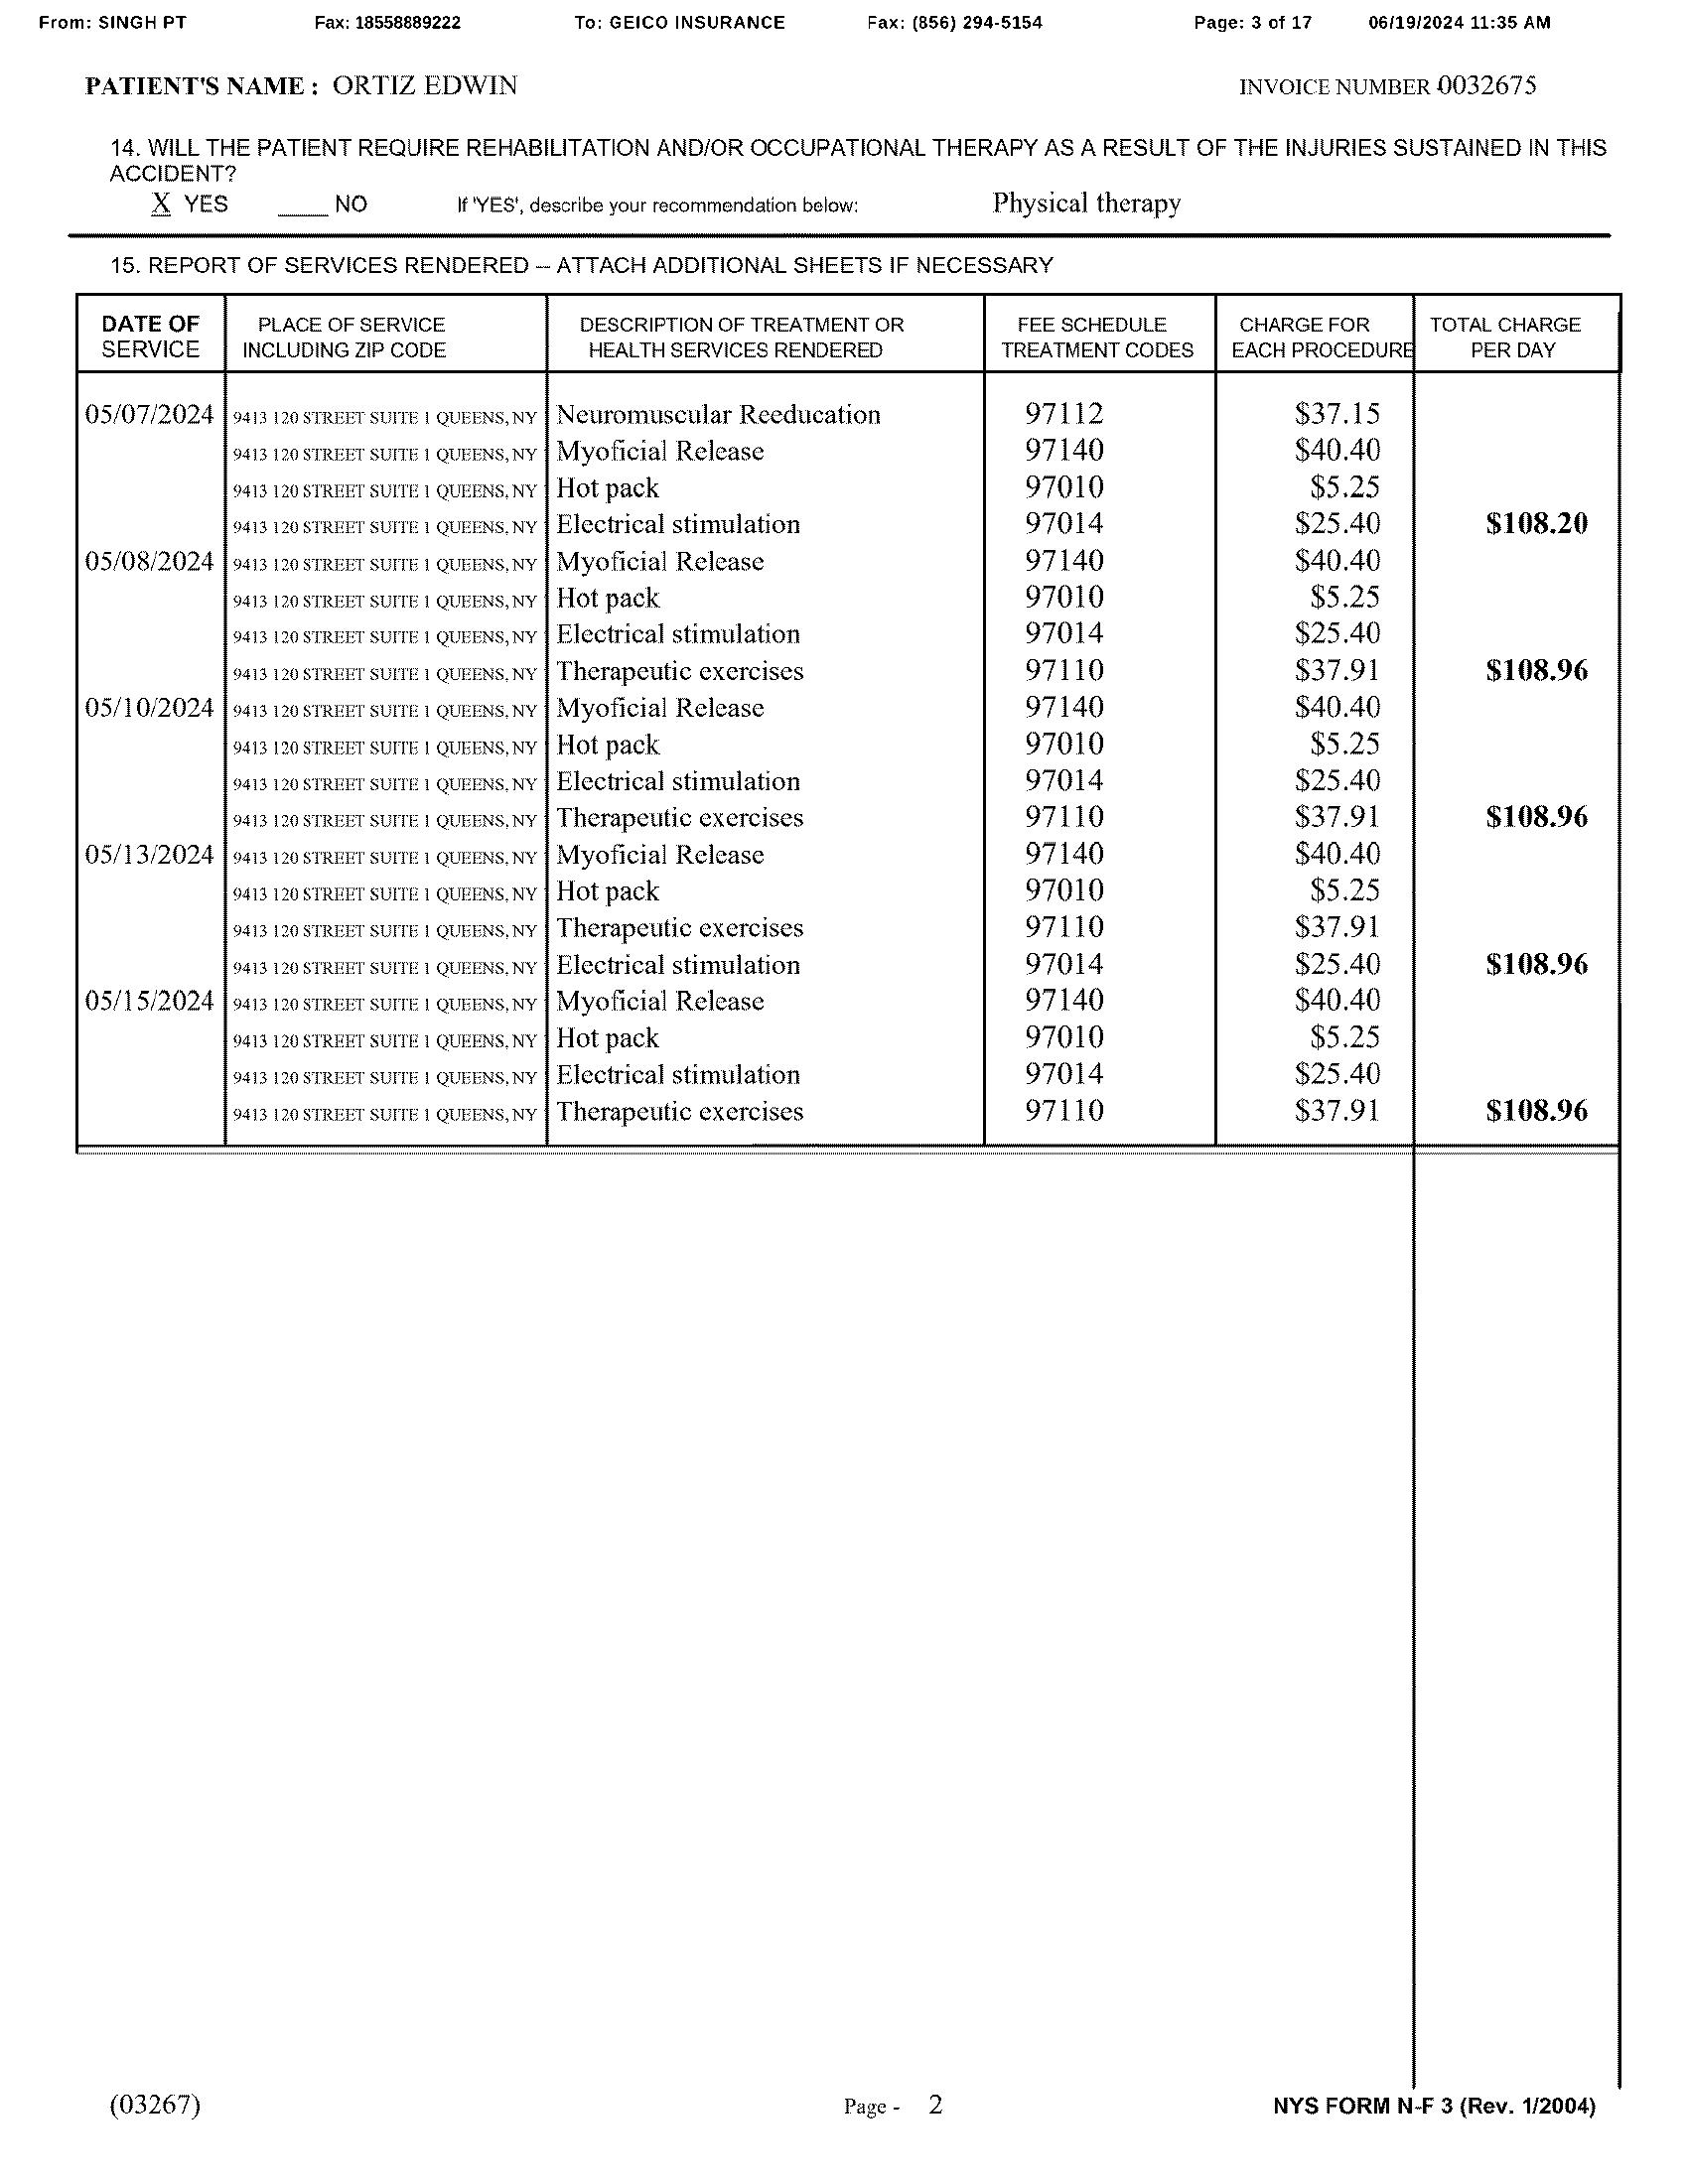 From: SINGH PT Fax: 18558889222 To: GEICO INSURANCE Fax: (856) 294-5154 Page: 3 of 17 06/19/2024 11:35 AM
PATIENT'S NAME : ORTIZ EDWIN INVOICE NUMBER 0032675
14. WILL THE PATIENT REQUIRE REHABILITATION AND/OR OCCUPATIONAL THERAPY AS A RESULT OF THE INJURIES SUSTAINED IN THIS
ACCIDENT?
X YES ____ NO If 'YES', describe your recommendation below: Physical therapy
15. REPORT OF SERVICES RENDERED – ATTACH ADDITIONAL SHEETS IF NECESSARY
DATE OF PLACE OF SERVICE DESCRIPTION OF TREATMENT OR FEE SCHEDULE CHARGE FOR TOTAL CHARGE
SERVICE INCLUDING ZIP CODE HEALTH SERVICES RENDERED TREATMENT CODES EACH PROCEDURE PER DAY
05/07/2024 9413 120 STREET SUITE 1 QUEENS, NY Neuromuscular Reeducation 97112 $37.15
9413 120 STREET SUITE 1 QUEENS, NY Myoficial Release 97140 $40.40
9413 120 STREET SUITE 1 QUEENS, NY Hot pack 97010 $5.25
9413 120 STREET SUITE 1 QUEENS, NY Electrical stimulation 97014 $25.40 $108.20
05/08/2024 9413 120 STREET SUITE 1 QUEENS, NY Myoficial Release 97140 $40.40
9413 120 STREET SUITE 1 QUEENS, NY Hot pack 97010 $5.25
9413 120 STREET SUITE 1 QUEENS, NY Electrical stimulation 97014 $25.40
9413 120 STREET SUITE 1 QUEENS, NY Therapeutic exercises 97110 $37.91 $108.96
05/10/2024 9413 120 STREET SUITE 1 QUEENS, NY Myoficial Release 97140 $40.40
9413 120 STREET SUITE 1 QUEENS, NY Hot pack 97010 $5.25
9413 120 STREET SUITE 1 QUEENS, NY Electrical stimulation 97014 $25.40
9413 120 STREET SUITE 1 QUEENS, NY Therapeutic exercises 97110 $37.91 $108.96
05/13/2024 9413 120 STREET SUITE 1 QUEENS, NY Myoficial Release 97140 $40.40
9413 120 STREET SUITE 1 QUEENS, NY Hot pack 97010 $5.25
9413 120 STREET SUITE 1 QUEENS, NY Therapeutic exercises 97110 $37.91
9413 120 STREET SUITE 1 QUEENS, NY Electrical stimulation 97014 $25.40 $108.96
05/15/2024 9413 120 STREET SUITE 1 QUEENS, NY Myoficial Release 97140 $40.40
9413 120 STREET SUITE 1 QUEENS, NY Hot pack 97010 $5.25
9413 120 STREET SUITE 1 QUEENS, NY Electrical stimulation 97014 $25.40
9413 120 STREET SUITE 1 QUEENS, NY Therapeutic exercises 97110 $37.91 $108.96
(03267) Page - 2 NYS FORM N-F 3 (Rev. 1/2004)